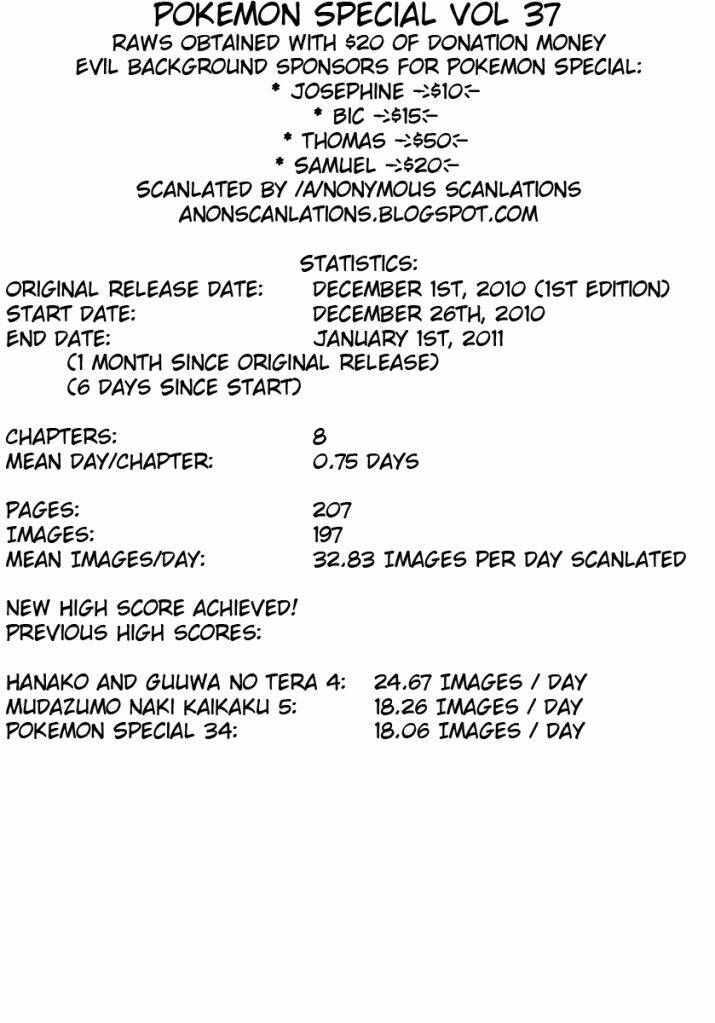 POKEMON SPECIAL VOL 37
RAWS OBTAINED WITH $20 OF DONATION MONEY
EVIL BACKGROUND SPONSORS FOR POKEMON SPECIAL:
* JOSEPHINE -:-$10:--
* BIC -:-$15:--
* THOMAS -:-$50:--
* SAMUEL -:-$20:--
SCANLATED BY /A/NONYMOUS SCANLATIONS
ANONSCANLATIONS.BLOGSPOT.COM
STATISTICS:
ORIGINAL RELEASE DATE: DECEMBER 1ST, 2010 (1ST EDITION)
START DATE: DECEMBER 26TH, 2010
END DATE: JANUARY 1ST, 2011
(1 MONTH SINCE ORIGINAL RELEASE)
(6 DAYS SINCE START)
CHAPTERS: 8
MEAN DAY/CHAPTER: 0.75 DAYS
PAGES: 207
IMAGES: 197
MEAN IMAGES/DAY: 32.83 IMAGES PER DAY SCANLATED
NEW HIGH SCORE ACHIEVED!
PREVIOUS HIGH SCORES:
HANAKO AND GUUWA NO TERA 4: 24.67 IMAGES / DAY
MUDAZUMO NAKI KAIKAKU 5: 18.26 IMAGES / DAY
POKEMON SPECIAL 34: 18.06 IMAGES / DAY